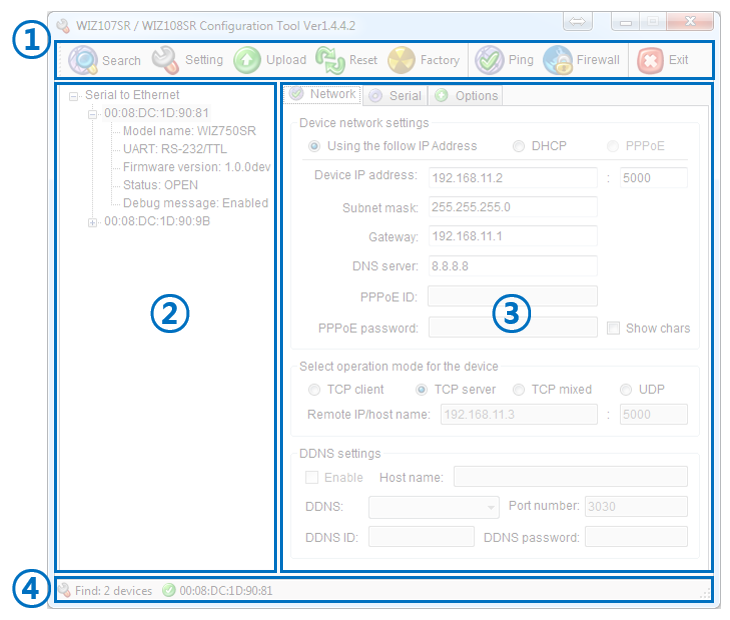 WIZ107SR / WIZ108SR Configuration Tool Ver1.4.4.2
①
Search Setting Upload Reset Factory Ping Firewall Exit
Serial to Ethernet
00:08:DC:1D:90:81
Model name: WIZ750SR
UART: RS-232/TTL
Firmware version: 1.0.0dev
Status: OPEN
Debug message: Enabled
00:08:DC:1D:90:9B
②
Network Serial Options
Device network settings
Using the follow IP Address DHCP PPPoE
Device IP address: 192.168.11.2 : 5000
Subnet mask: 255.255.255.0
Gateway: 192.168.11.1
DNS server: 8.8.8.8
PPPoE ID:
③
PPPoE password: Show chars
Select operation mode for the device
TCP client TCP server TCP mixed UDP
Remote IP/host name: 192.168.11.3 : 5000
DDNS settings
Enable Host name:
DDNS: Port number: 3030
DDNS ID: DDNS password:
④
Find: 2 devices 00:08:DC:1D:90:81